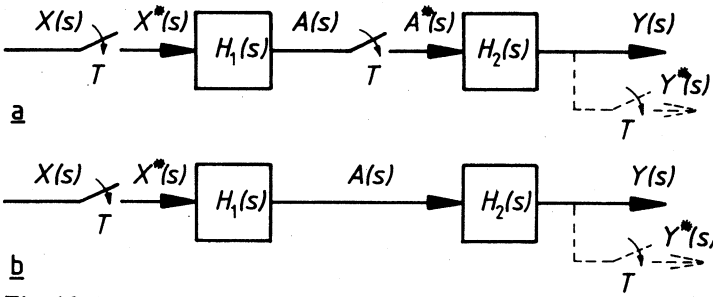 X(s) X*(s) A(s) A*(s) Y(s)
H₁(s) H₂(s)
T T Y*(s)
T
a
X(s) X*(s) A(s) Y(s)
H₁(s) H₂(s)
T Y*(s)
T
b